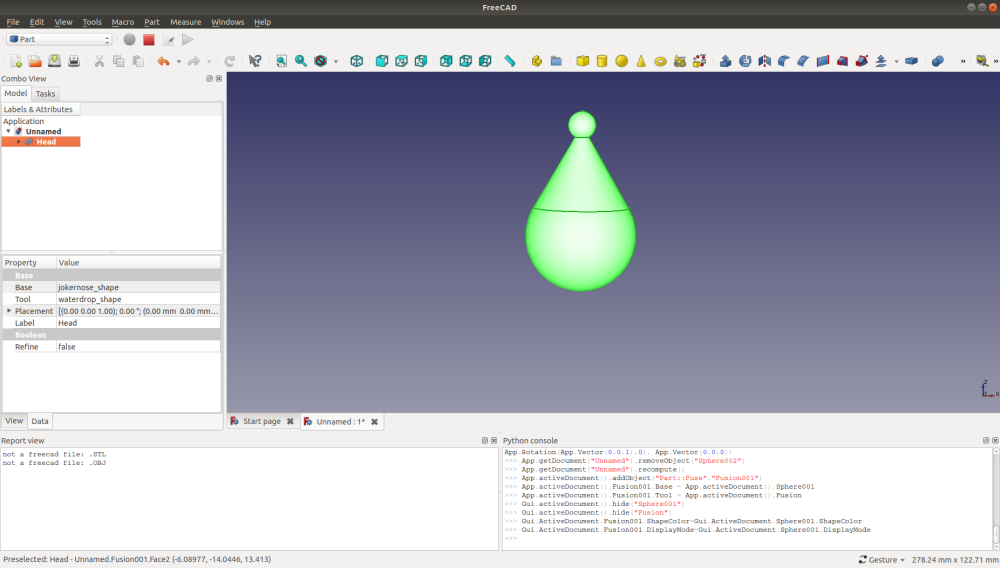 FreeCAD
File Edit View Tools Macro Part Measure Windows Help
Part
» »
Combo View
Model Tasks
Labels & Attributes
Application
Unnamed
Head
Property Value
Base
Base jokernose_shape
Tool waterdrop_shape
Placement [(0.00 0.00 1.00); 0.00 °; (0.00 mm 0.00 mm...
Label Head
Boolean
Refine false
View Data
Z
Y X
Start page Unnamed : 1*
Report view
not a freecad file: .STL
not a freecad file: .OBJ
Python console
App.Rotation(App.Vector(0,0,1),0), App.Vector(0,0,0))
>>> App.getDocument("Unnamed").removeObject("Sphere002")
>>> App.getDocument("Unnamed").recompute()
>>> App.activeDocument().addObject("Part::Fuse","Fusion001")
>>> App.activeDocument().Fusion001.Base = App.activeDocument().Sphere001
>>> App.activeDocument().Fusion001.Tool = App.activeDocument().Fusion
>>> Gui.activeDocument().hide("Sphere001")
>>> Gui.activeDocument().hide("Fusion")
>>> Gui.ActiveDocument.Fusion001.ShapeColor=Gui.ActiveDocument.Sphere001.ShapeColor
>>> Gui.ActiveDocument.Fusion001.DisplayMode=Gui.ActiveDocument.Sphere001.DisplayMode
>>>
Preselected: Head - Unnamed.Fusion001.Face2 (-6.08977, -14.0446, 13.413)
Gesture 278.24 mm x 122.71 mm